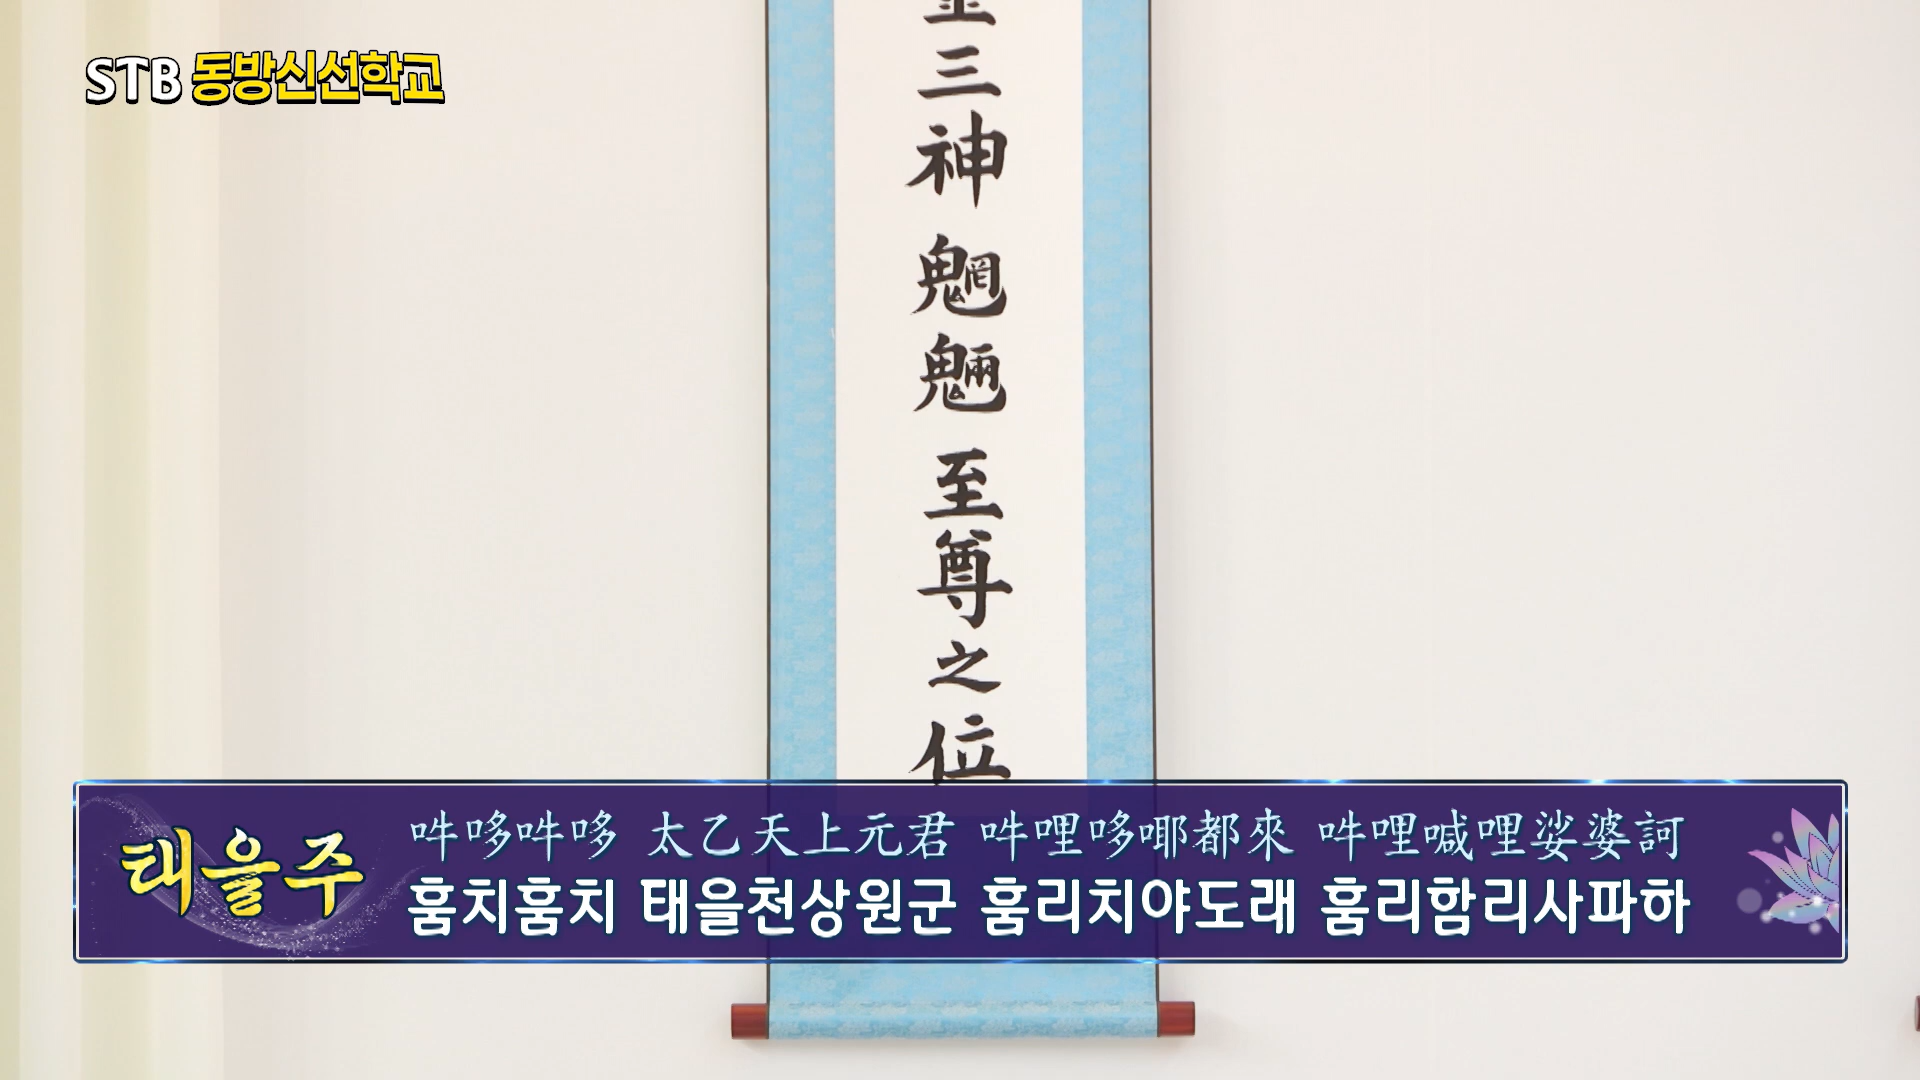 STB 동방신선학교
三神 魍魎 至尊之位
태을주
吽哆吽哆 太乙天上元君 吽哩哆㖿都來 吽哩喊哩娑婆訶
훔치훔치 태을천상원군 훔리치야도래 훔리함리사파하